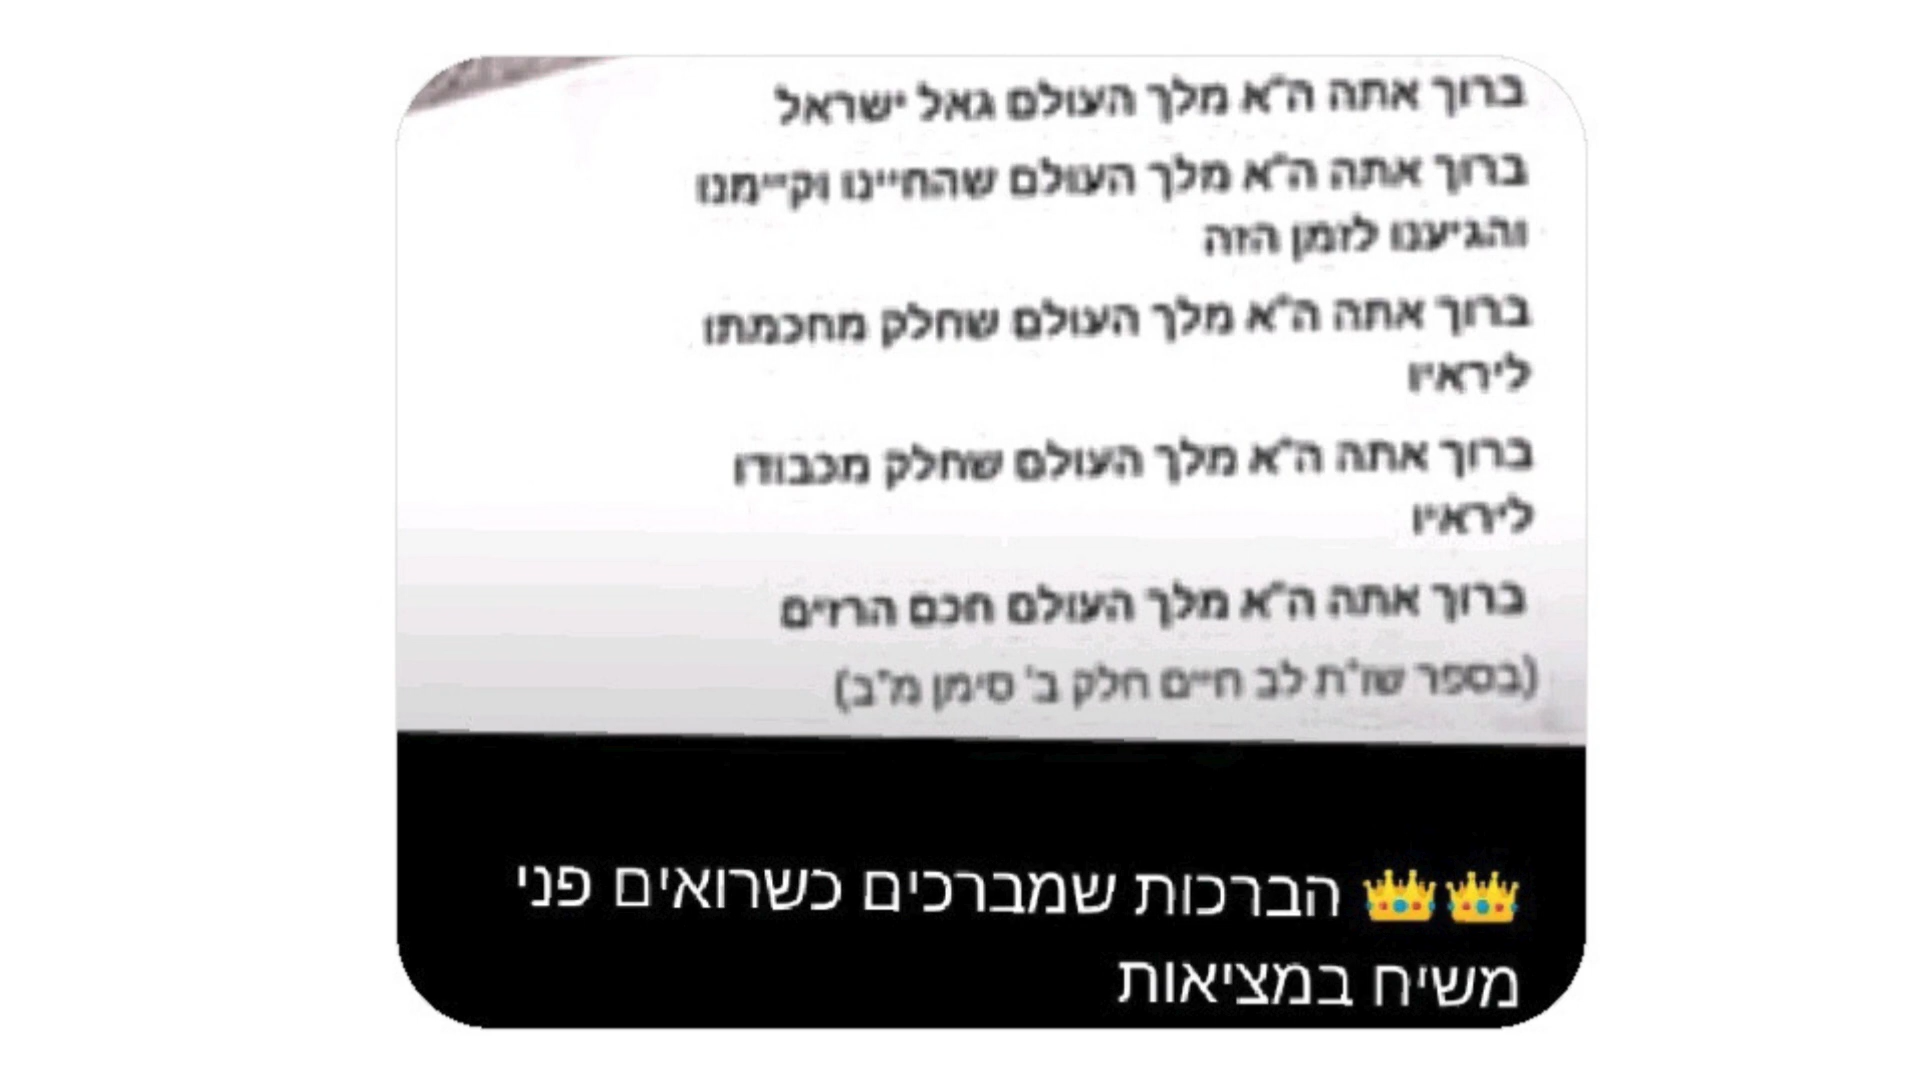 ברוך אתה ה"א מלך העולם גאל ישראל
ברוך אתה ה"א מלך העולם שהחיינו וקיימנו
והגיענו לזמן הזה
ברוך אתה ה"א מלך העולם שחלק מחכמתו
ליראיו
ברוך אתה ה"א מלך העולם שחלק מכבודו
ליראיו
ברוך אתה ה"א מלך העולם חכם הרזים
(בספר שו"ת לב חיים חלק ב' סימן מ"ב)
👑👑 הברכות שמברכים כשרואים פני
משיח במציאות